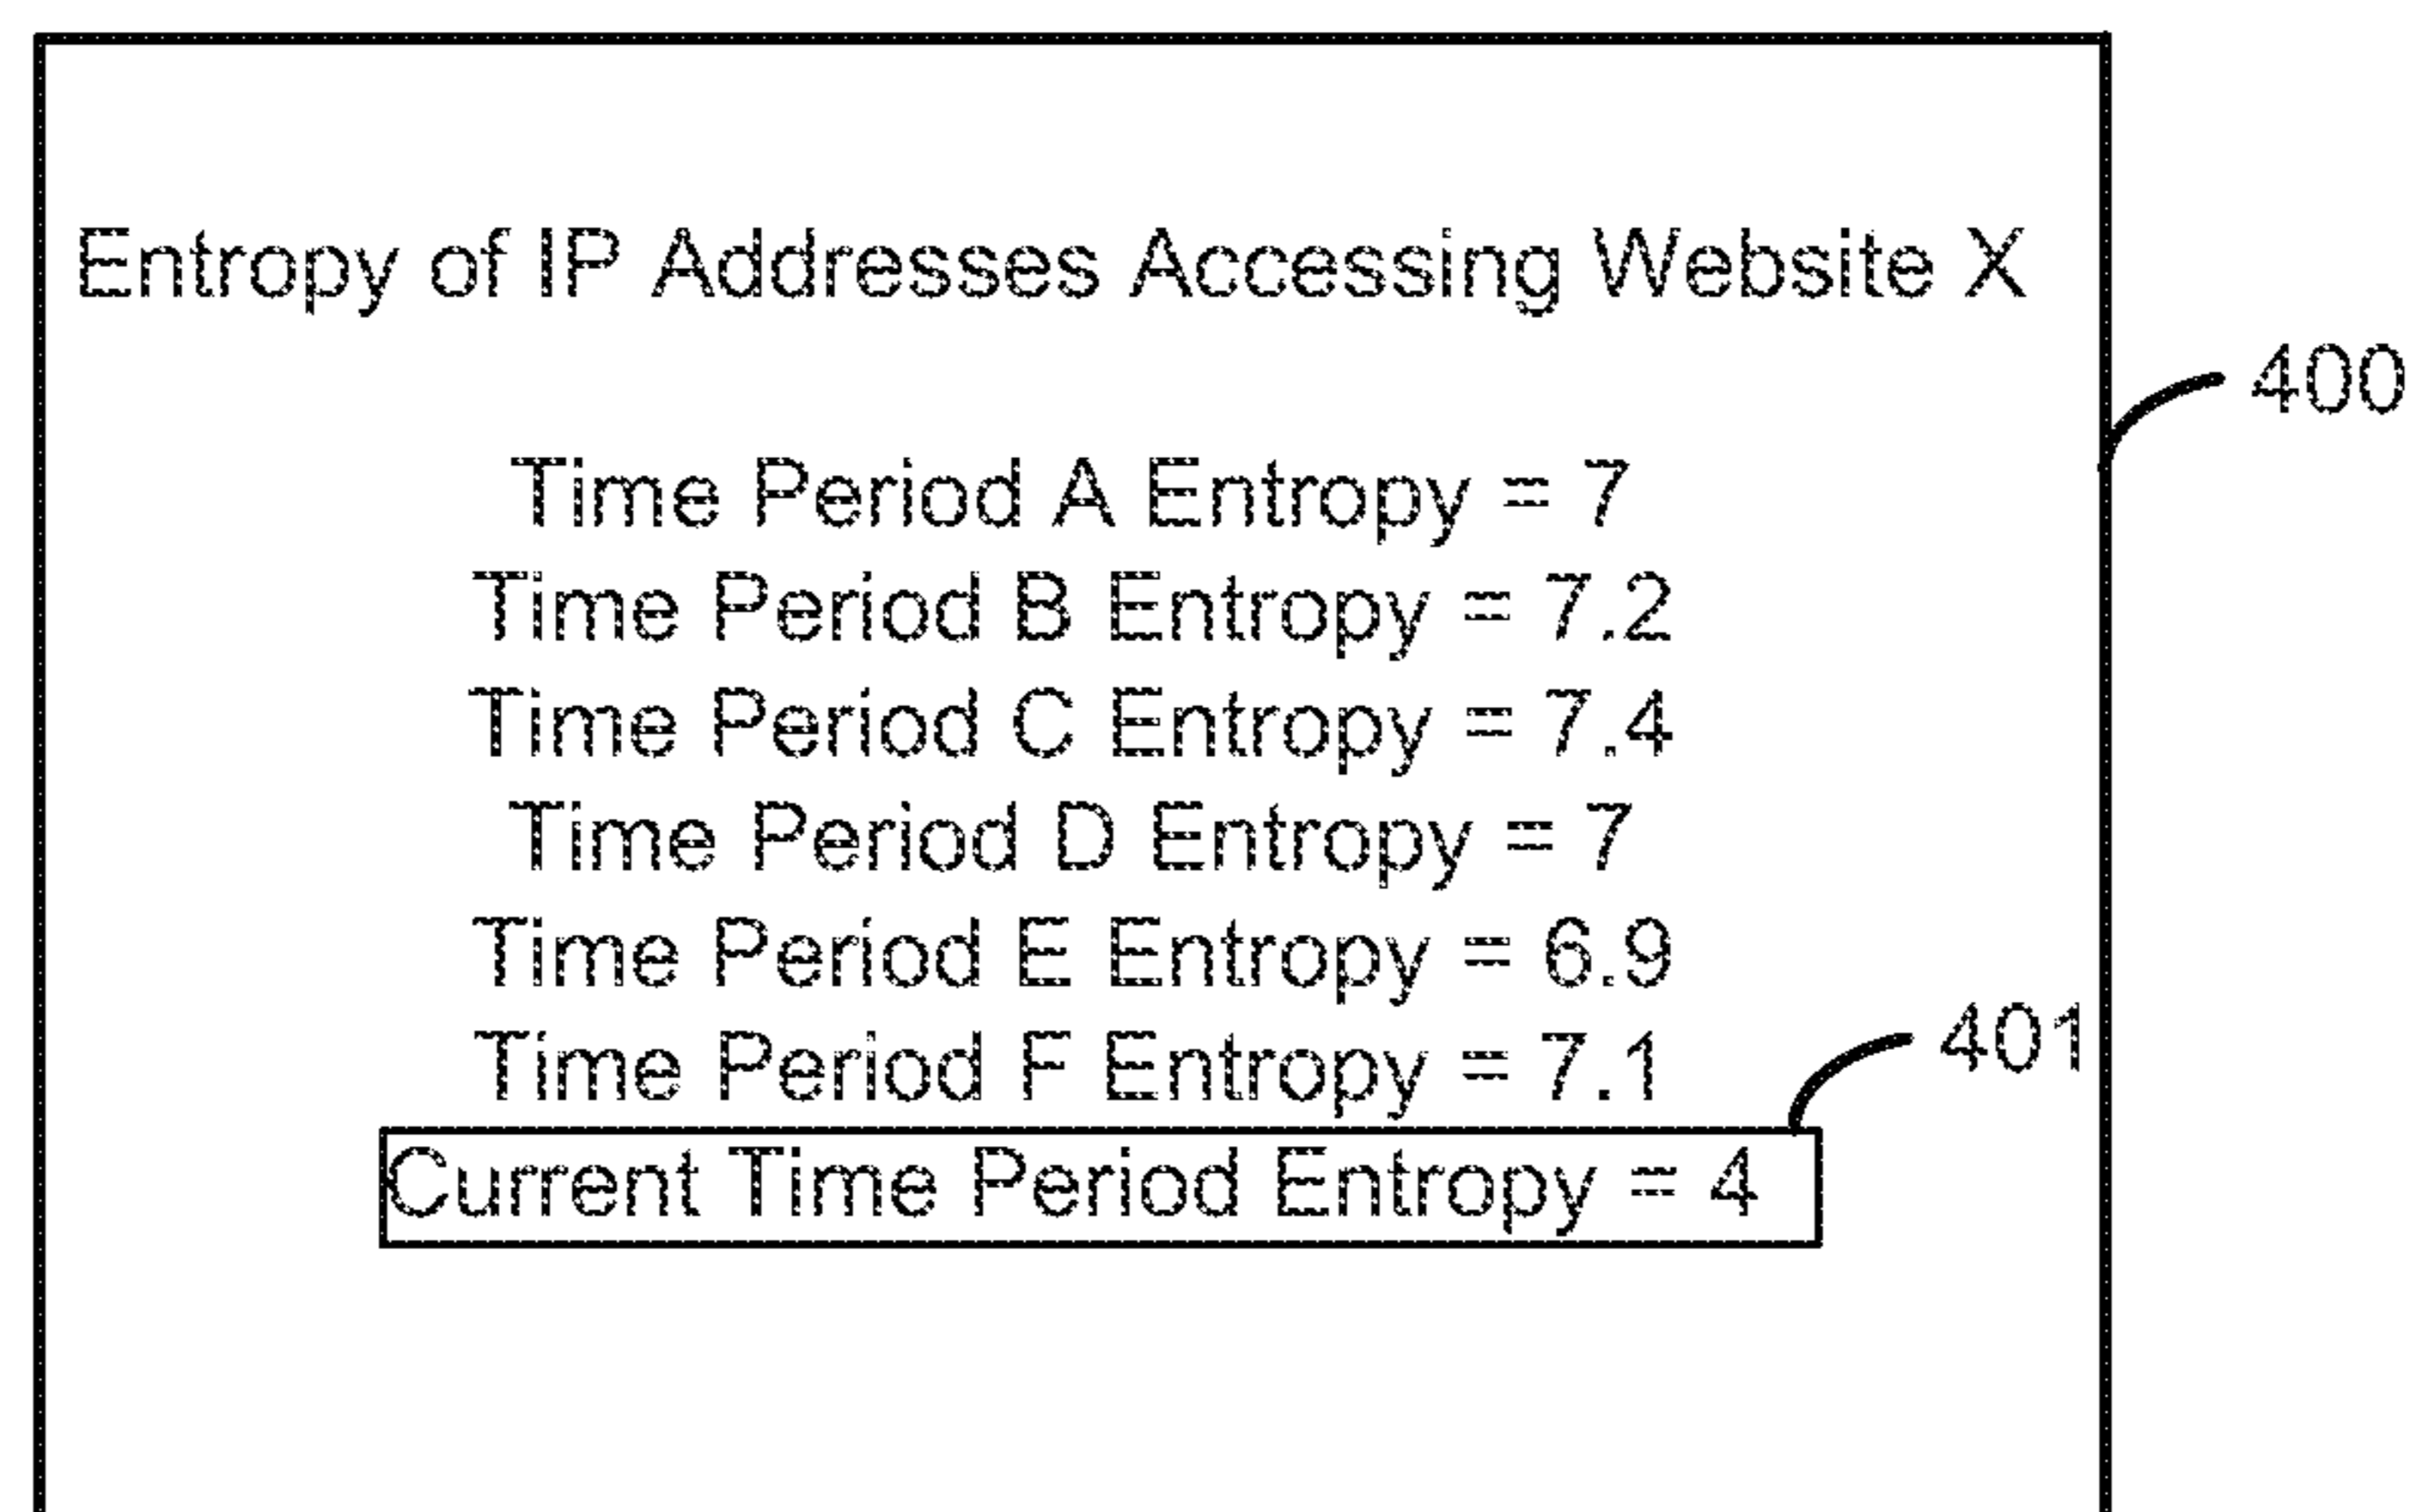 Entropy of IP Addresses Accessing Website X
400
Time Period A Entropy = 7
Time Period B Entropy = 7.2
Time Period C Entropy = 7.4
Time Period D Entropy = 7
Time Period E Entropy = 6.9
401
Time Period F Entropy = 7.1
Current Time Period Entropy = 4